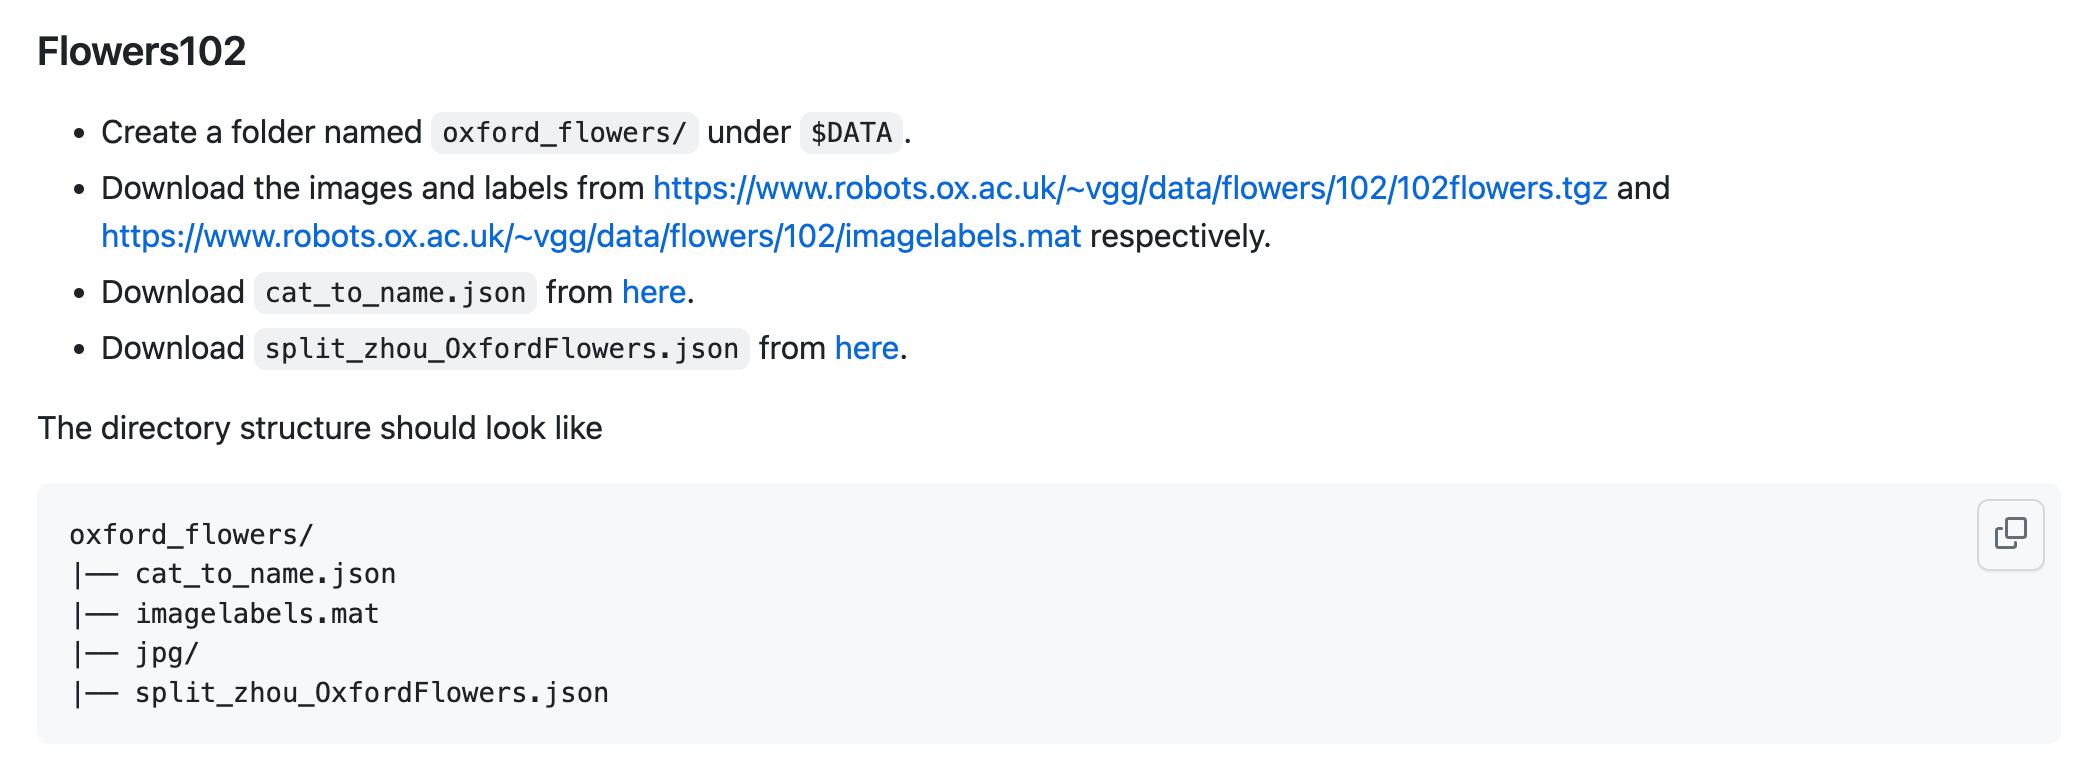 Flowers102
• Create a folder named oxford_flowers/ under $DATA.
• Download the images and labels from https://www.robots.ox.ac.uk/~vgg/data/flowers/102/102flowers.tgz and
https://www.robots.ox.ac.uk/~vgg/data/flowers/102/imagelabels.mat respectively.
• Download cat_to_name.json from here.
• Download split_zhou_OxfordFlowers.json from here.
The directory structure should look like
oxford_flowers/
|–– cat_to_name.json
|–– imagelabels.mat
|–– jpg/
|–– split_zhou_OxfordFlowers.json